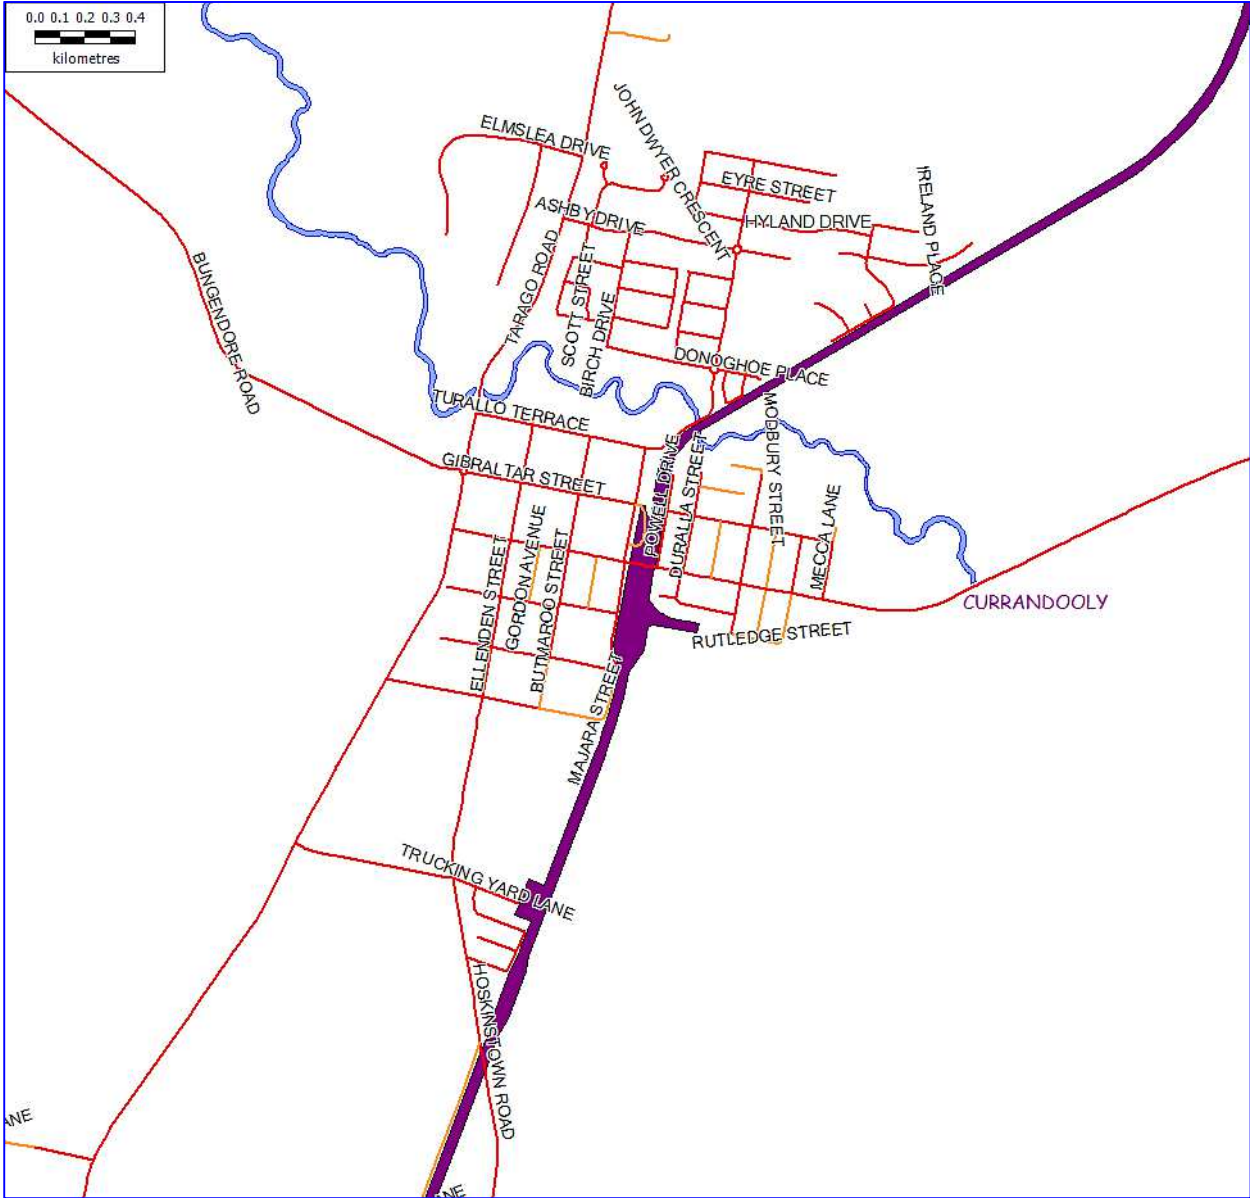 0.0 0.1 0.2 0.3 0.4
kilometres
JOHN DWYER CRESCENT
ELMSLEA DRIVE
EYRE STREET
IRELAND PLACE
ASHBY DRIVE
HYLAND DRIVE
TARAGO ROAD
SCOTT STREET
BIRCH DRIVE
BUNGENDORE ROAD
DONOGHOE PLACE
TURALLO TERRACE
MODBURY STREET
POWELL DRIVE
DURALLA STREET
GIBRALTAR STREET
MECCA LANE
GORDON AVENUE
BUTMAROO STREET
ELLENDEN STREET
CURRANDOOLY
RUTLEDGE STREET
MAJARA STREET
TRUCKING YARD LANE
HOSKINSTOWN ROAD
ANE
NE